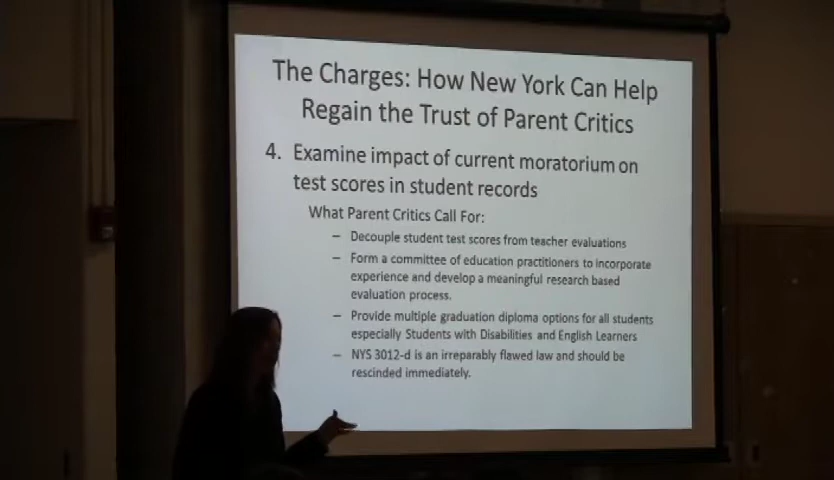 The Charges: How New York Can Help
Regain the Trust of Parent Critics
4. Examine impact of current moratorium on
test scores in student records
What Parent Critics Call For:
– Decouple student test scores from teacher evaluations
– Form a committee of education practitioners to incorporate
experience and develop a meaningful research based
evaluation process.
– Provide multiple graduation diploma options for all students
especially Students with Disabilities and English Learners
– NYS 3012-d is an irreparably flawed law and should be
rescinded immediately.